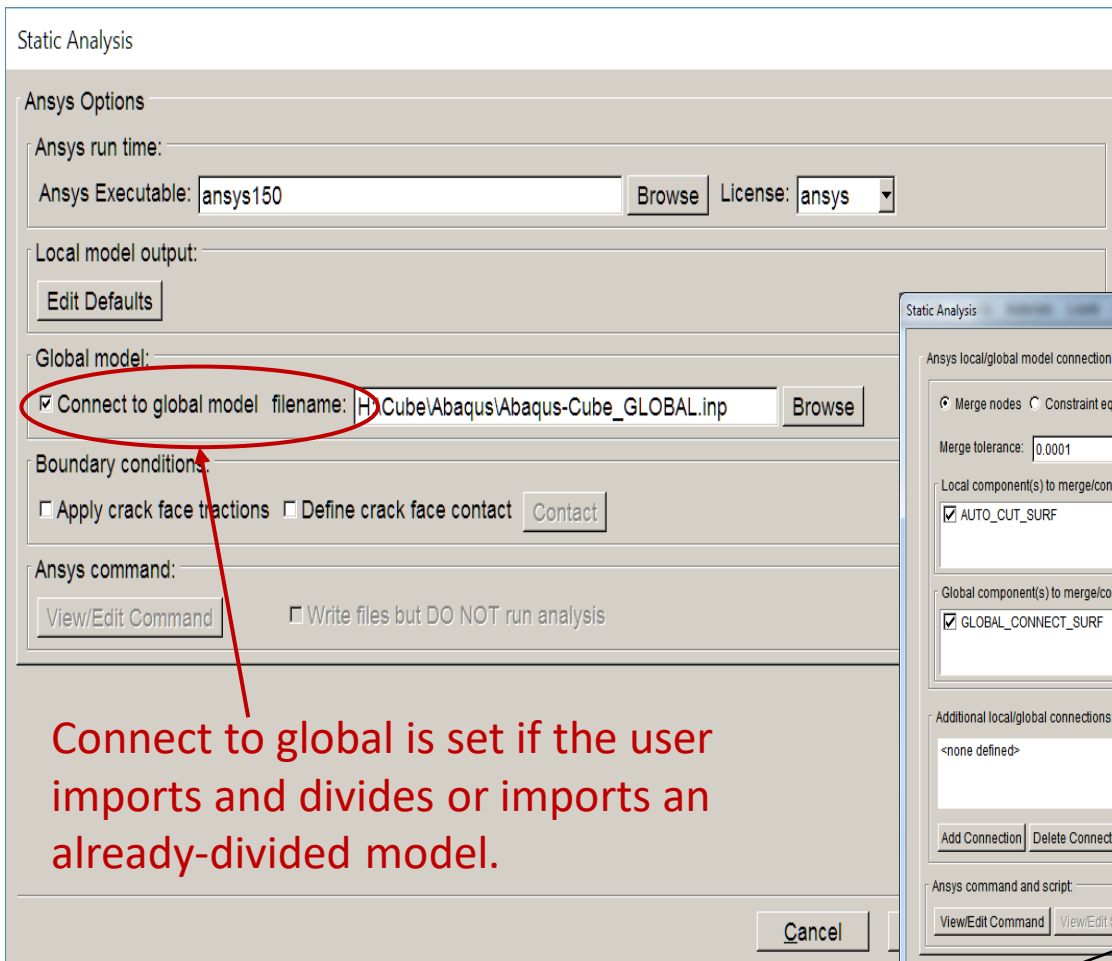 Static Analysis
Ansys Options
Ansys run time:
Ansys Executable: ansys150 Browse License: ansys
Local model output:
Edit Defaults
Global model:
Connect to global model filename: H:\Cube\Abaqus\Abaqus-Cube_GLOBAL.inp Browse
Boundary conditions:
Apply crack face tractions Define crack face contact Contact
Ansys command:
View/Edit Command Write files but DO NOT run analysis
Connect to global is set if the user
imports and divides or imports an
already-divided model.
Cancel
Static Analysis
Ansys local/global model connection
Merge nodes Constraint eq
Merge tolerance: 0.0001
Local component(s) to merge/con
AUTO_CUT_SURF
Global component(s) to merge/co
GLOBAL_CONNECT_SURF
Additional local/global connections
<none defined>
Add Connection Delete Connect
Ansys command and script:
View/Edit Command View/Edit